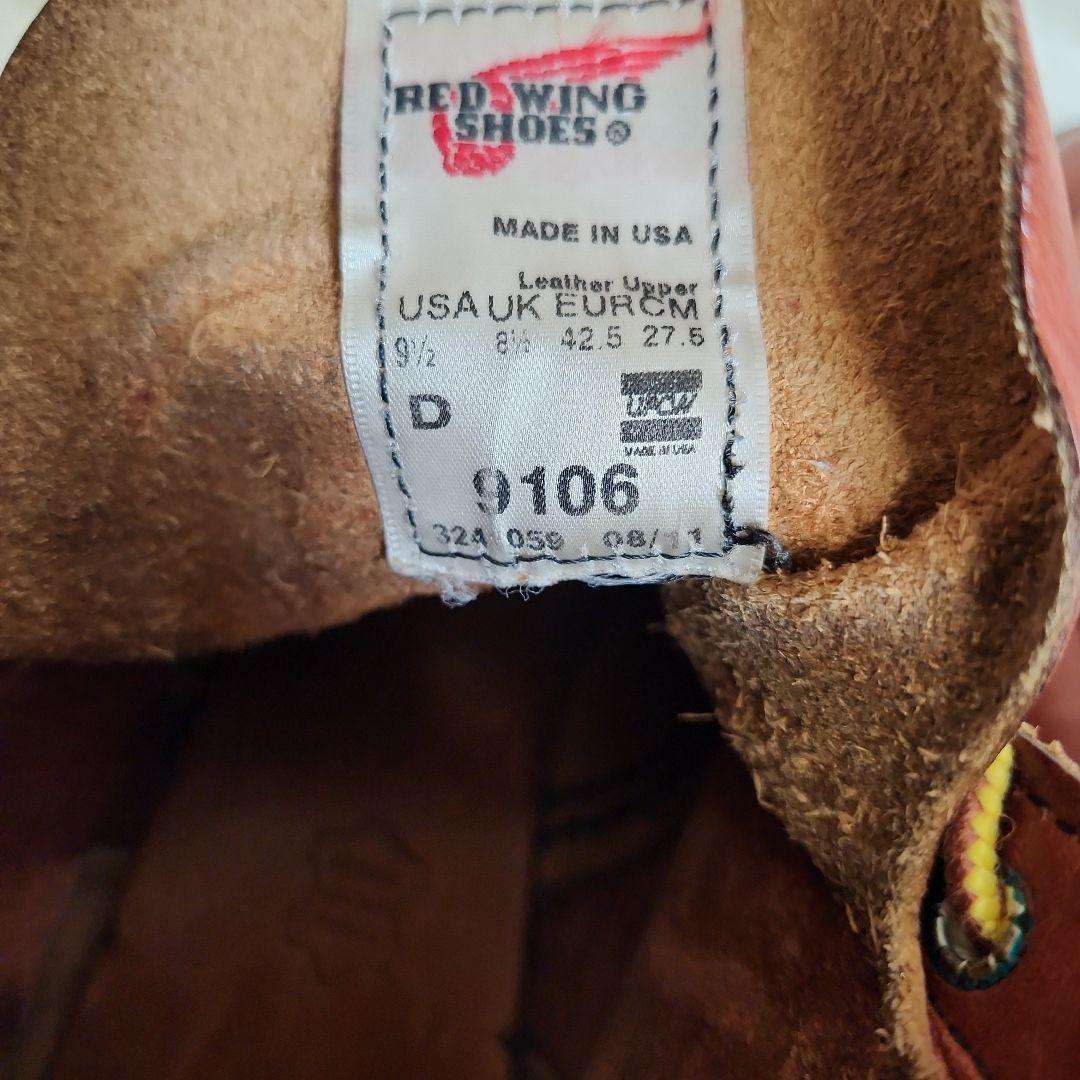 RED WING
SHOES®
MADE IN USA
Leather Upper
USA UK EUR CM
9½ 8½ 42.5 27.5
D
UFCW
MADE IN USA
9106
324 059 08/11